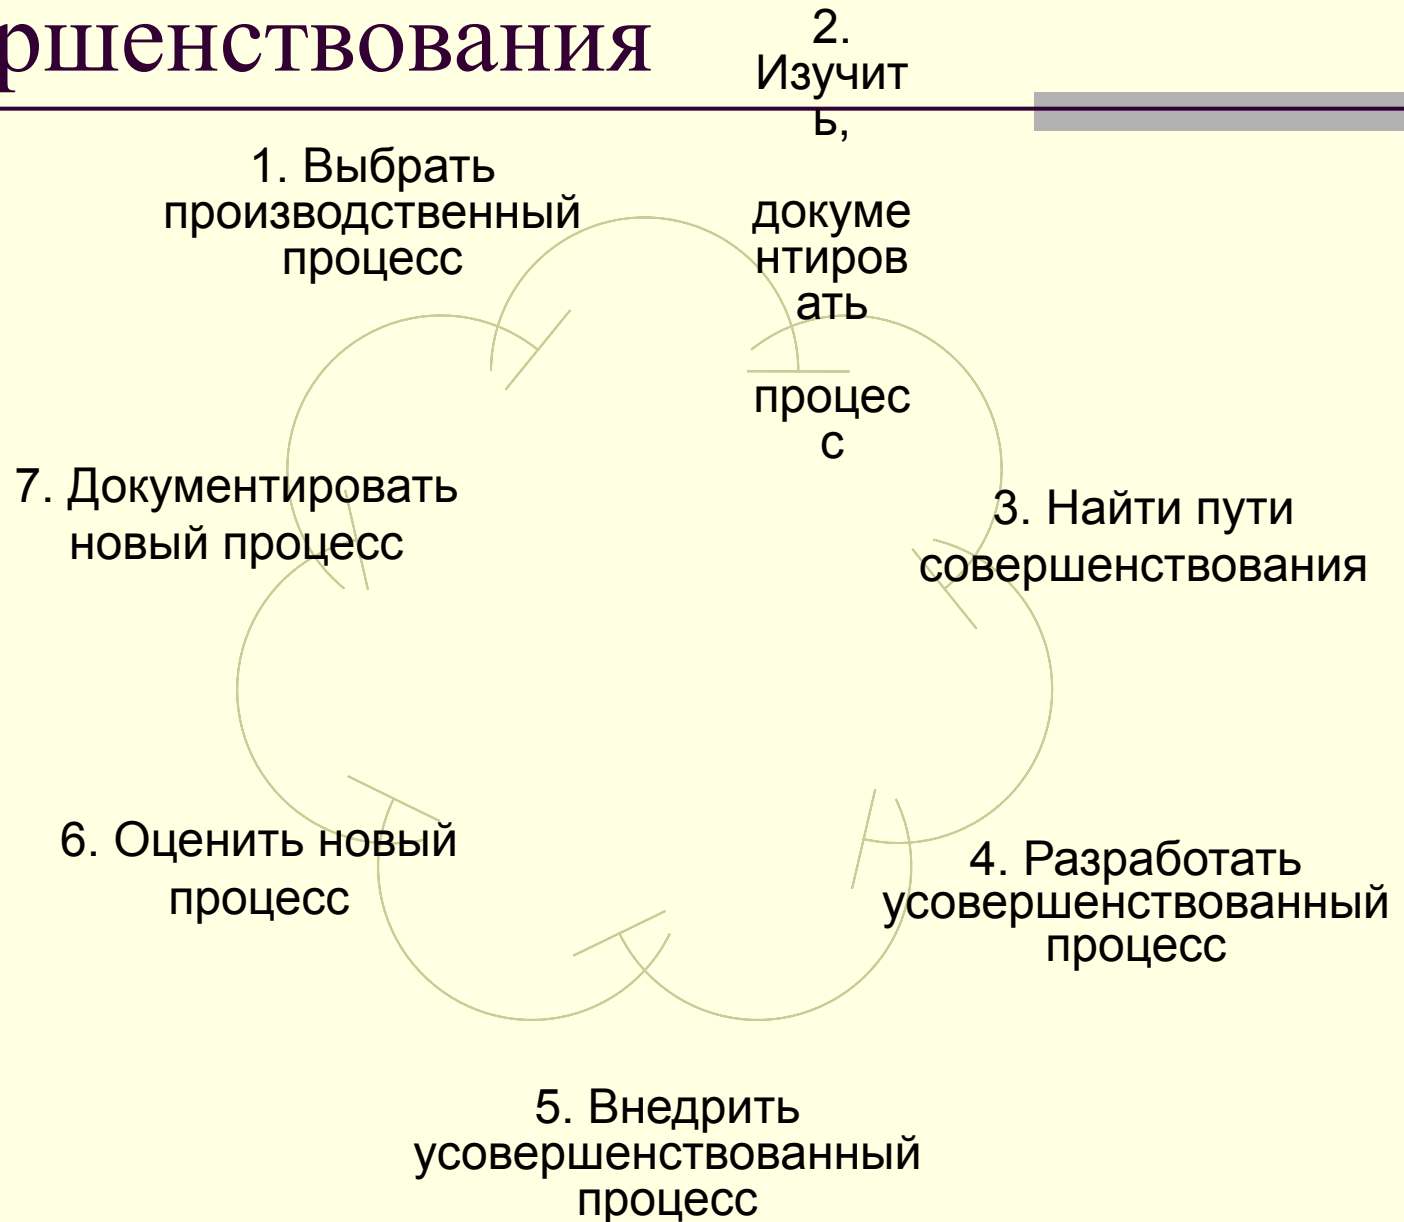 ршенствования
1. Выбрать
производственный
процесс
2.
Изучит
ь,
докуме
нтиров
ать
процес
с
3. Найти пути
совершенствования
4. Разработать
усовершенствованный
процесс
5. Внедрить
усовершенствованный
процесс
6. Оценить новый
процесс
7. Документировать
новый процесс